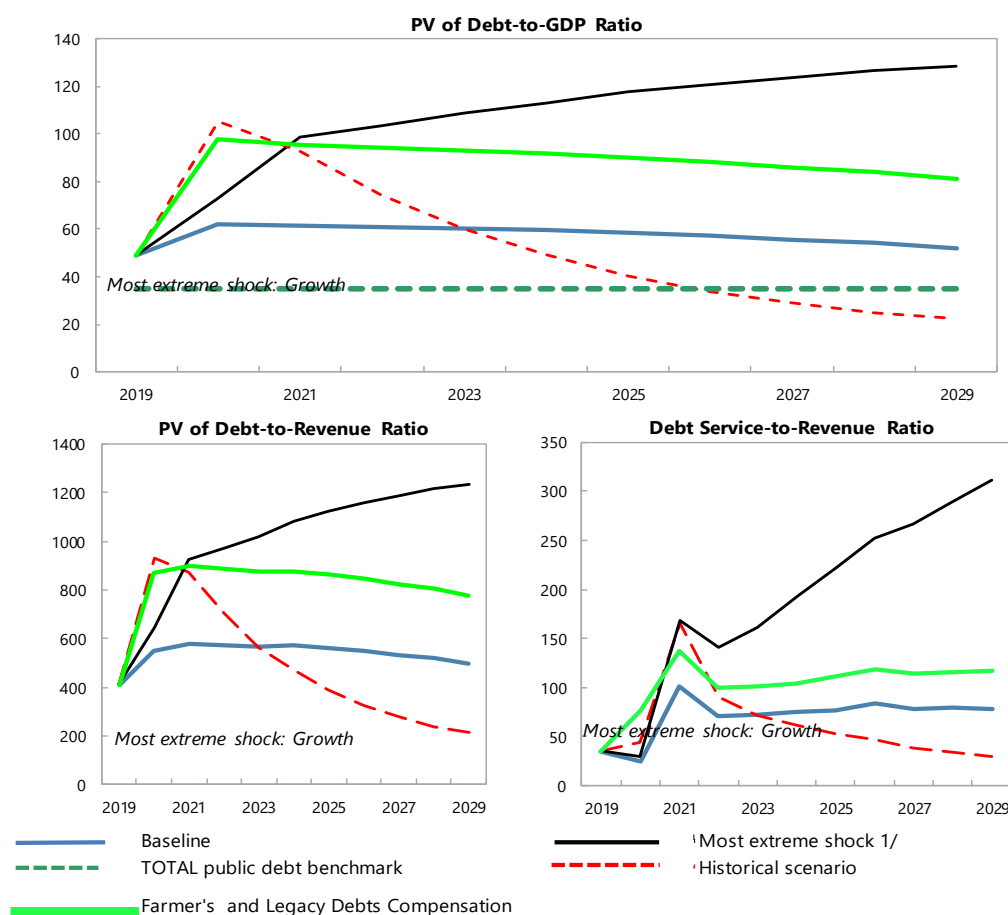 PV of Debt-to-GDP Ratio
140
120
100
80
60
40
20
0
Most extreme shock: Growth
2019 2021 2023 2025 2027 2029
PV of Debt-to-Revenue Ratio
1400
1200
1000
800
600
400
200
0
Most extreme shock: Growth
2019 2021 2023 2025 2027 2029
Debt Service-to-Revenue Ratio
350
300
250
200
150
100
50
0
Most extreme shock: Growth
2019 2021 2023 2025 2027 2029
Baseline
Most extreme shock 1/
TOTAL public debt benchmark
Historical scenario
Farmer's and Legacy Debts Compensation